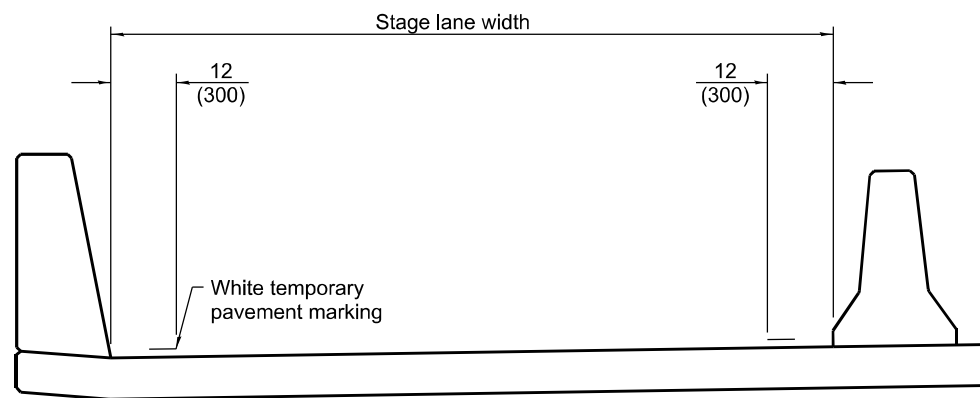 Stage lane width
12
(300)
12
(300)
White temporary
pavement marking